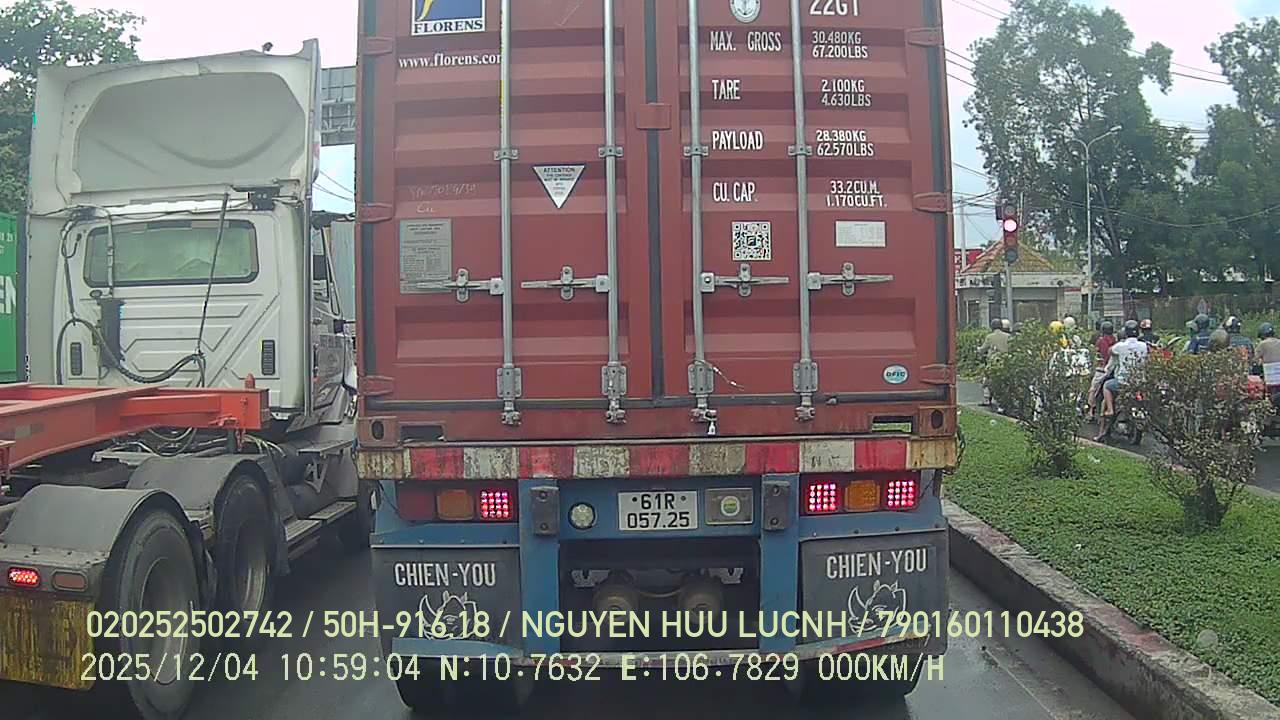 FLORENS
www.florens.com
22G1
MAX. GROSS 30.480KG
67.200LBS
TARE 2.100KG
4.630LBS
PAYLOAD 28.380KG
62.570LBS
CU. CAP. 33.2CU.M.
1.170CU.FT.
ATTENTION
61R
057.25
CHIEN-YOU
CHIEN-YOU
020252502742 / 50H-916.18 / NGUYEN HUU LUCNH / 790160110438
2025/12/04 10:59:04 N:10.7632 E:106.7829 000KM/H